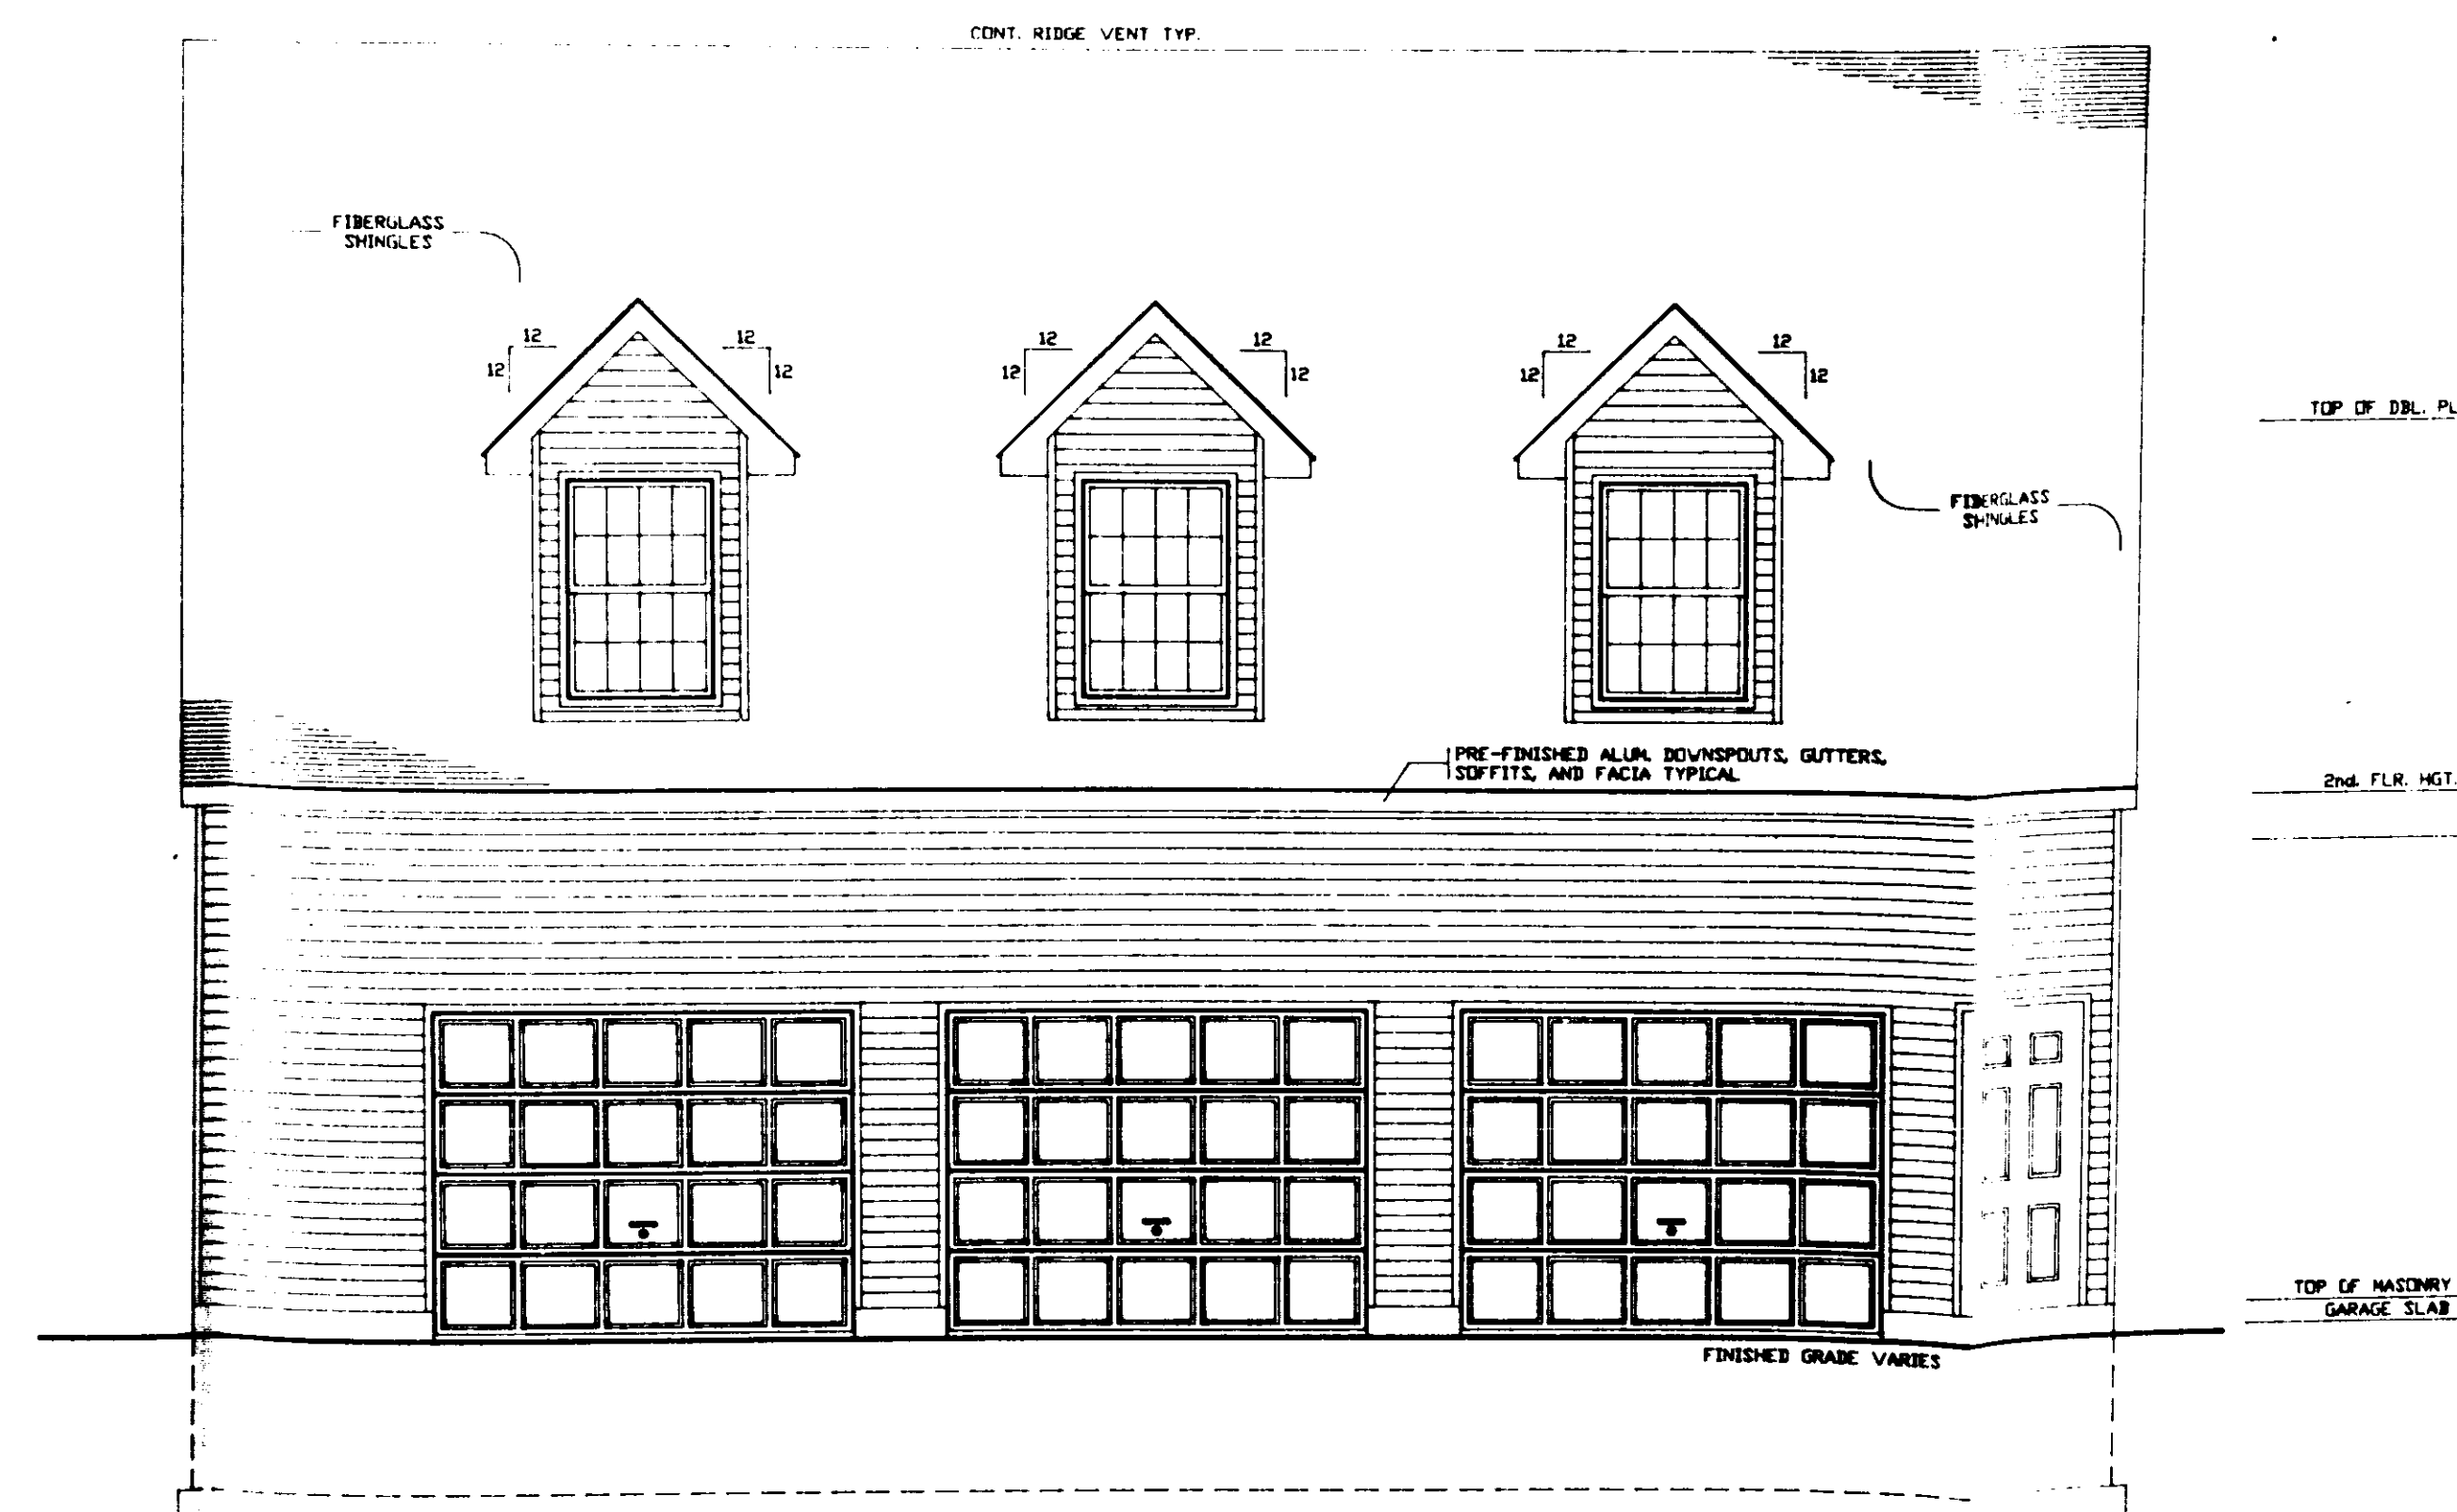 CONT. RIDGE VENT TYP.
FIBERGLASS
SHINGLES
12 12 12 12 12 12
12 12 12 12 12 12
TOP OF DBL. PL
FIBERGLASS
SHINGLES
PRE-FINISHED ALUM. DOWNSPOUTS, GUTTERS,
SOFFITS, AND FACIA TYPICAL
2nd. FLR. HGT.
TOP OF MASONRY
GARAGE SLAB
FINISHED GRADE VARIES